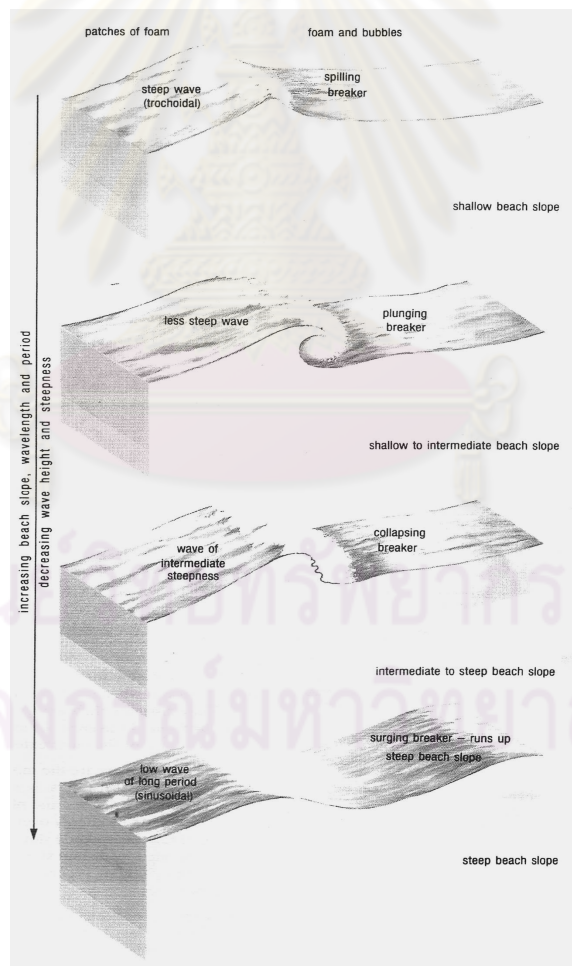 patches of foam
foam and bubbles
steep wave
(trochoidal)
spilling
breaker
shallow beach slope
less steep wave
plunging
breaker
shallow to intermediate beach slope
increasing beach slope, wavelength and period
decreasing wave height and steepness
wave of
intermediate
steepness
collapsing
breaker
intermediate to steep beach slope
surging breaker — runs up
steep beach slope
low wave
of long period
(sinusoidal)
steep beach slope